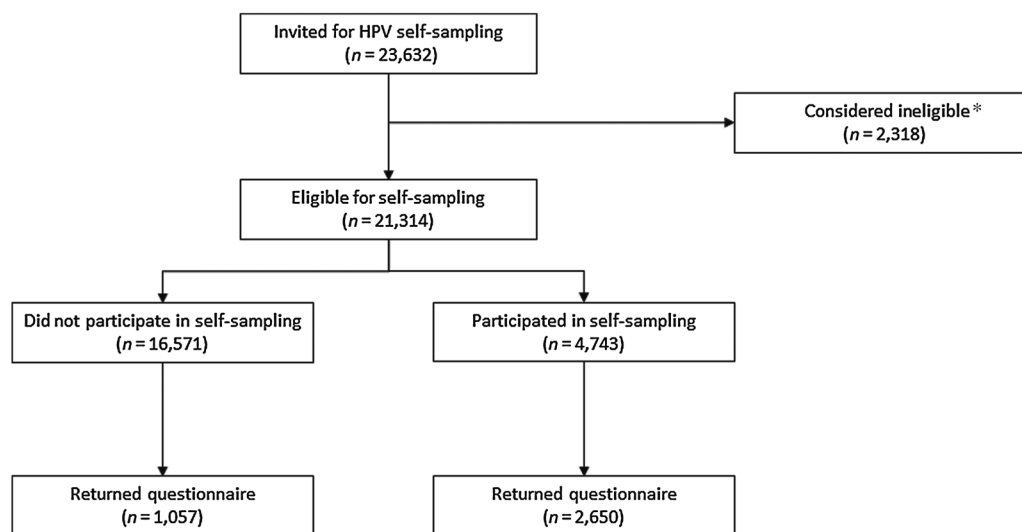 Invited for HPV self-sampling
(n = 23,632)
Considered ineligible*
(n = 2,318)
Eligible for self-sampling
(n = 21,314)
Did not participate in self-sampling
(n = 16,571)
Participated in self-sampling
(n = 4,743)
Returned questionnaire
(n = 1,057)
Returned questionnaire
(n = 2,650)